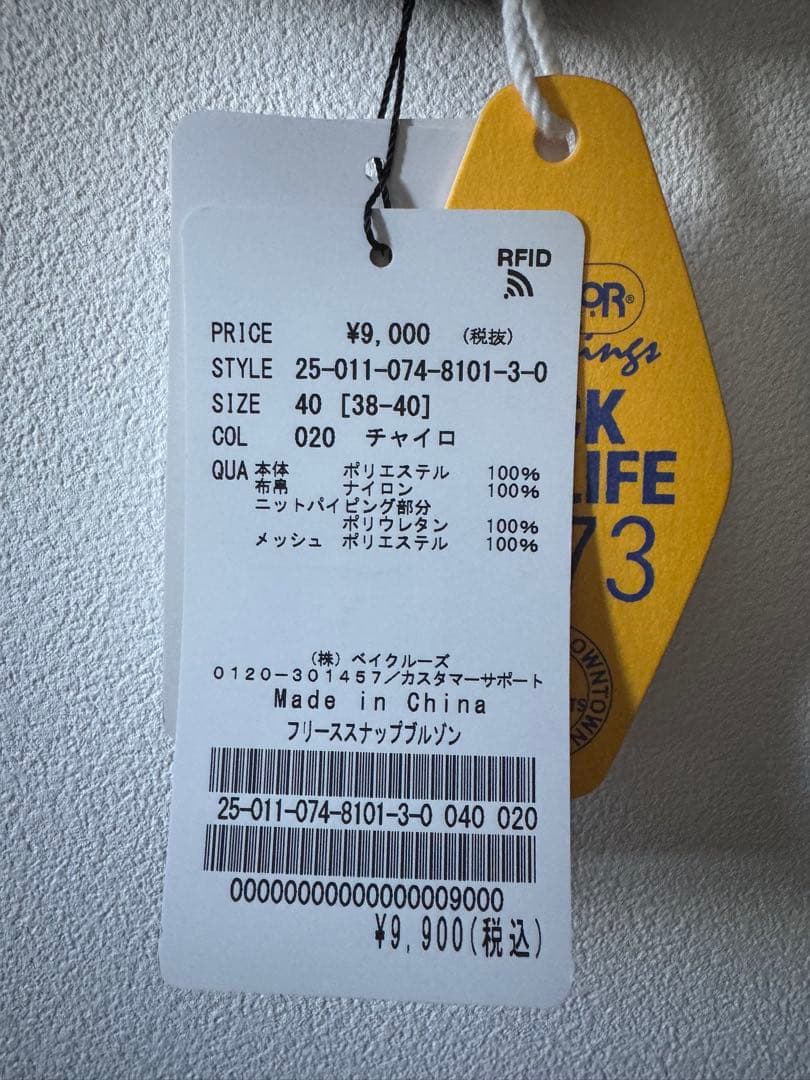 RFID
PRICE ¥9,000 (税抜)
STYLE 25-011-074-8101-3-0
SIZE 40 [38-40]
COL 020 チャイロ
QUA 本体 ポリエステル 100%
布帛 ナイロン 100%
ニットパイピング部分
ポリウレタン 100%
メッシュ ポリエステル 100%
(株) ベイクルーズ
0120-301457/カスタマーサポート
Made in China
フリーススナップブルゾン
25-011-074-8101-3-0 040 020
00000000000000009000
¥9,900(税込)
73
DOWNTOWN